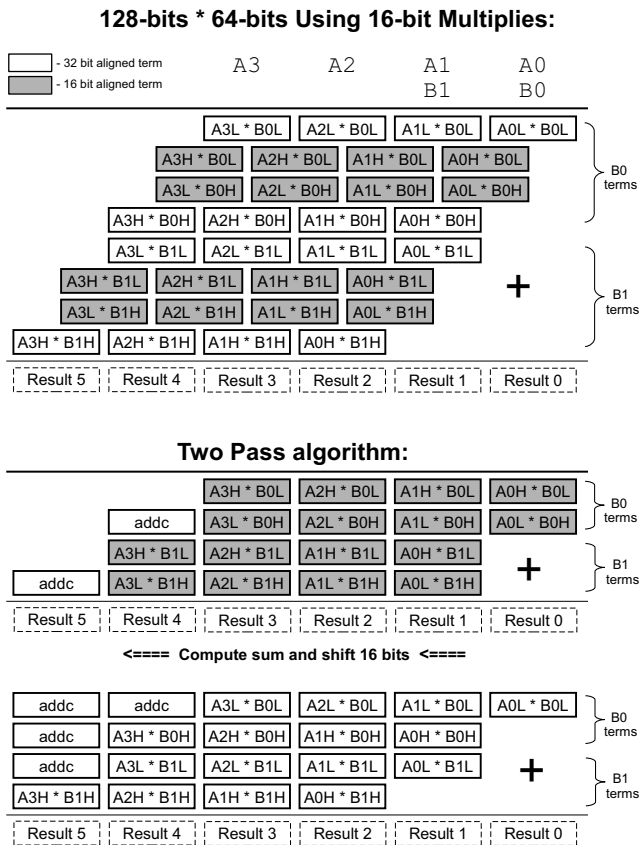 128-bits * 64-bits Using 16-bit Multiplies:
- 32 bit aligned term
- 16 bit aligned term
A3 A2 A1 A0
B1 B0
A3L * B0L A2L * B0L A1L * B0L A0L * B0L
A3H * B0L A2H * B0L A1H * B0L A0H * B0L
A3L * B0H A2L * B0H A1L * B0H A0L * B0H
A3H * B0H A2H * B0H A1H * B0H A0H * B0H
B0
terms
A3L * B1L A2L * B1L A1L * B1L A0L * B1L
A3H * B1L A2H * B1L A1H * B1L A0H * B1L
A3L * B1H A2L * B1H A1L * B1H A0L * B1H
A3H * B1H A2H * B1H A1H * B1H A0H * B1H
+
B1
terms
Result 5 Result 4 Result 3 Result 2 Result 1 Result 0
Two Pass algorithm:
A3H * B0L A2H * B0L A1H * B0L A0H * B0L
addc A3L * B0H A2L * B0H A1L * B0H A0L * B0H
B0
terms
A3H * B1L A2H * B1L A1H * B1L A0H * B1L
addc A3L * B1H A2L * B1H A1L * B1H A0L * B1H
+
B1
terms
Result 5 Result 4 Result 3 Result 2 Result 1 Result 0
<==== Compute sum and shift 16 bits <====
addc addc A3L * B0L A2L * B0L A1L * B0L A0L * B0L
addc A3H * B0H A2H * B0H A1H * B0H A0H * B0H
B0
terms
addc A3L * B1L A2L * B1L A1L * B1L A0L * B1L
A3H * B1H A2H * B1H A1H * B1H A0H * B1H
+
B1
terms
Result 5 Result 4 Result 3 Result 2 Result 1 Result 0